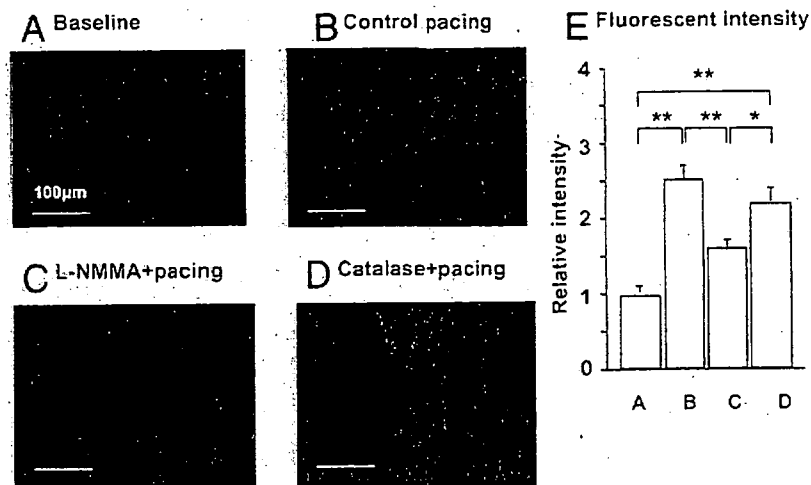 A Baseline
B Control pacing
100µm
C L-NMMA+pacing
D Catalase+pacing
E Fluorescent intensity
Relative intensity
4
3
2
1
0
**
** ** *
A B C D